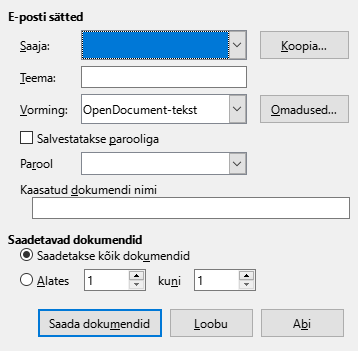 E-posti sätted
Saaja:
Koopia...
Teema:
Vorming: OpenDocument-tekst Omadused...
Salvestatakse parooliga
Parool
Kaasatud dokumendi nimi
Saadetavad dokumendid
Saadetakse kõik dokumendid
Alates 1 kuni 1
Saada dokumendid Loobu Abi